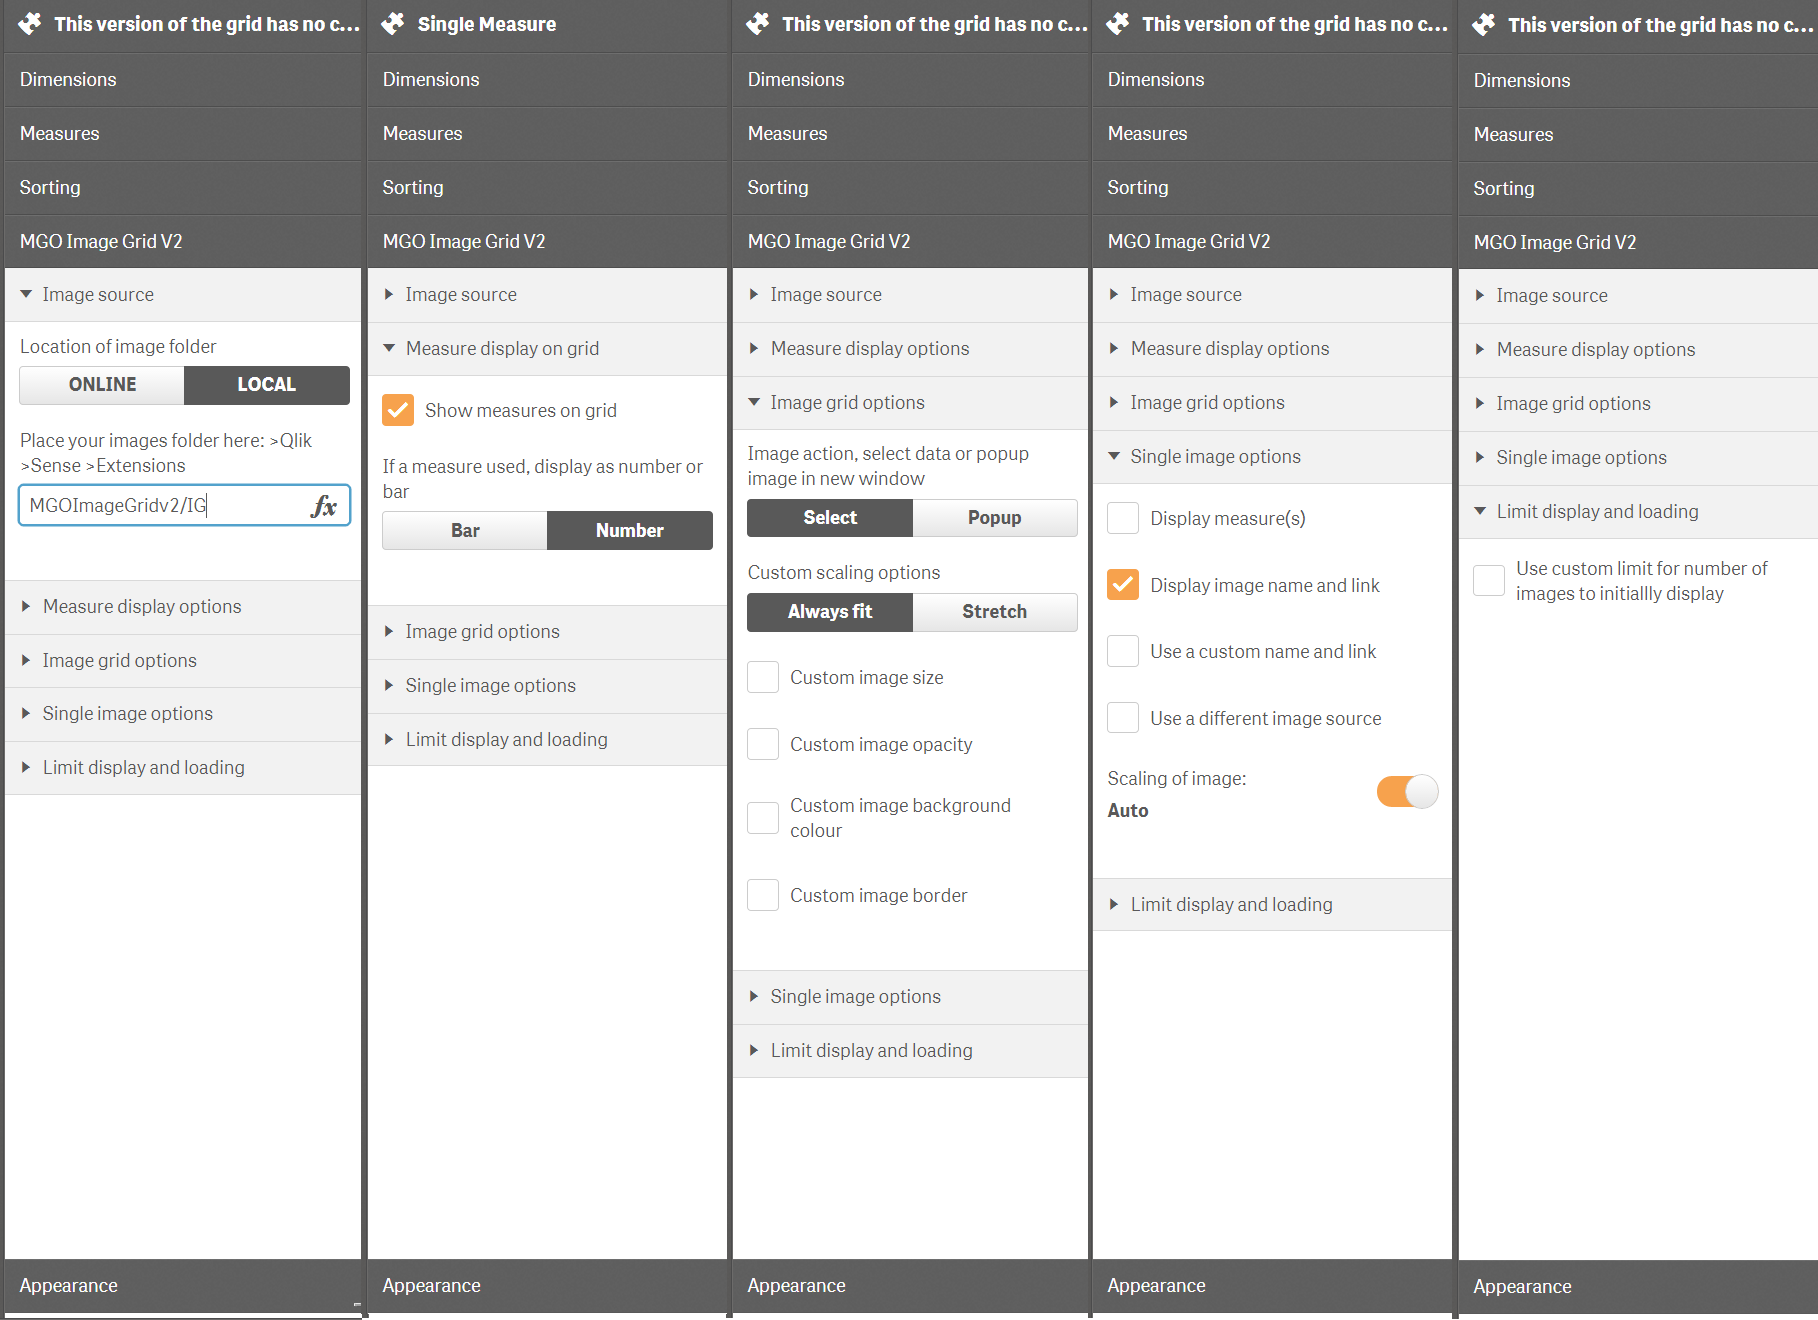 This version of the grid has no c...
Dimensions
Measures
Sorting
MGO Image Grid V2
Image source
Location of image folder
ONLINE LOCAL
Place your images folder here: >Qlik
>Sense >Extensions
MGOImageGridv2/IG fx
Measure display options
Image grid options
Single image options
Limit display and loading
Appearance
Single Measure
Dimensions
Measures
Sorting
MGO Image Grid V2
Image source
Measure display on grid
Show measures on grid
If a measure used, display as number or
bar
Bar Number
Image grid options
Single image options
Limit display and loading
Appearance
This version of the grid has no c...
Dimensions
Measures
Sorting
MGO Image Grid V2
Image source
Measure display options
Image grid options
Image action, select data or popup
image in new window
Select Popup
Custom scaling options
Always fit Stretch
Custom image size
Custom image opacity
Custom image background
colour
Custom image border
Single image options
Limit display and loading
Appearance
This version of the grid has no c...
Dimensions
Measures
Sorting
MGO Image Grid V2
Image source
Measure display options
Image grid options
Single image options
Display measure(s)
Display image name and link
Use a custom name and link
Use a different image source
Scaling of image:
Auto
Limit display and loading
Appearance
This version of the grid has no c...
Dimensions
Measures
Sorting
MGO Image Grid V2
Image source
Measure display options
Image grid options
Single image options
Limit display and loading
Use custom limit for number of
images to initiallly display
Appearance